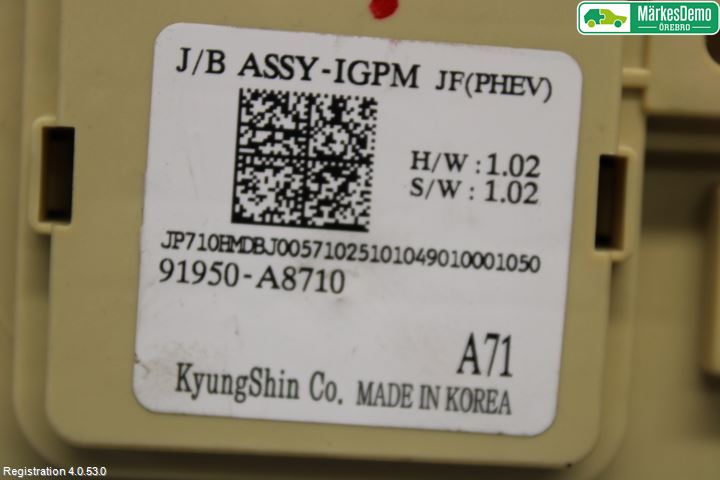 MärkesDemo
ÖREBRO
J/B ASSY-IGPM JF(PHEV)
H/W : 1.02
S/W : 1.02
JP710HMDBJ00571025101049010001050
91950-A8710
A71
KyungShin Co. MADE IN KOREA
Registration 4.0.53.0